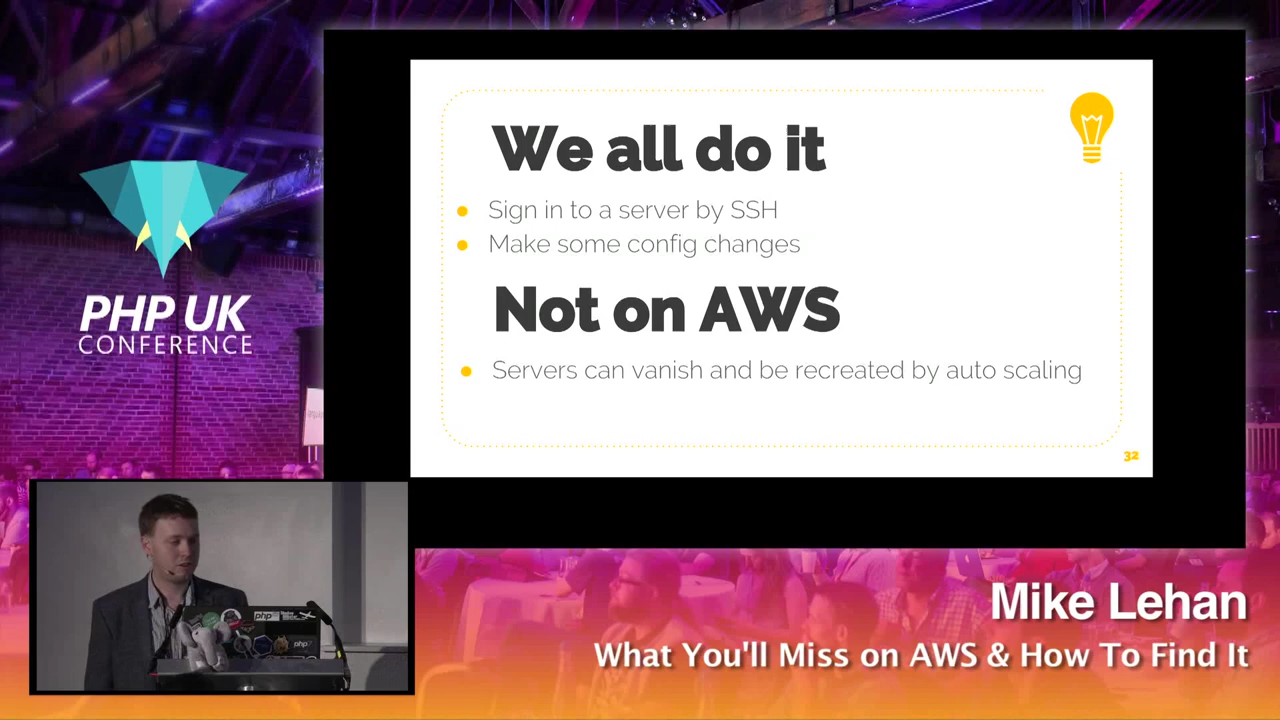 We all do it
Sign in to a server by SSH
Make some config changes
Not on AWS
Servers can vanish and be recreated by auto scaling
32
PHP UK
CONFERENCE
php
php
Mike Lehan
What You'll Miss on AWS & How To Find It